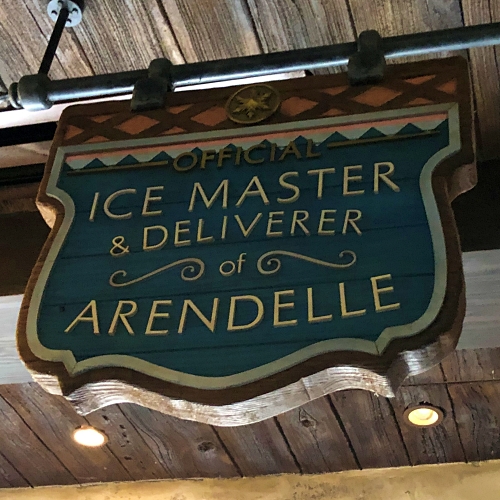 OFFICIAL
ICE MASTER
& DELIVERER
of
ARENDELLE